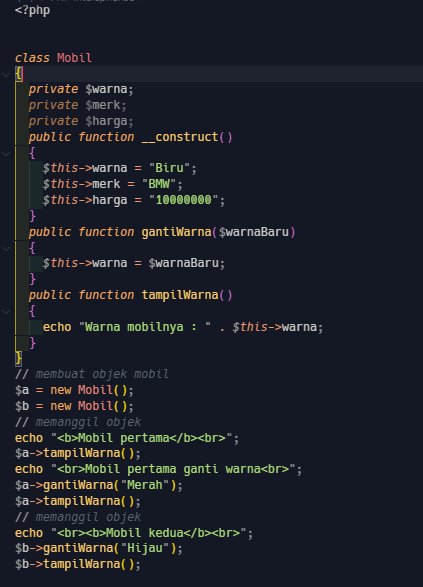 <?php
class Mobil
{
private $warna;
private $merk;
private $harga;
public function __construct()
{
$this->warna = "Biru";
$this->merk = "BMW";
$this->harga = "10000000";
}
public function gantiWarna($warnaBaru)
{
$this->warna = $warnaBaru;
}
public function tampilWarna()
{
echo "Warna mobilnya : " . $this->warna;
}
}
// membuat objek mobil
$a = new Mobil();
$b = new Mobil();
// memanggil objek
echo "<b>Mobil pertama</b><br>";
$a->tampilWarna();
echo "<br>Mobil pertama ganti warna<br>";
$a->gantiWarna("Merah");
$a->tampilWarna();
// memanggil objek
echo "<br><b>Mobil kedua</b><br>";
$b->gantiWarna("Hijau");
$b->tampilWarna();